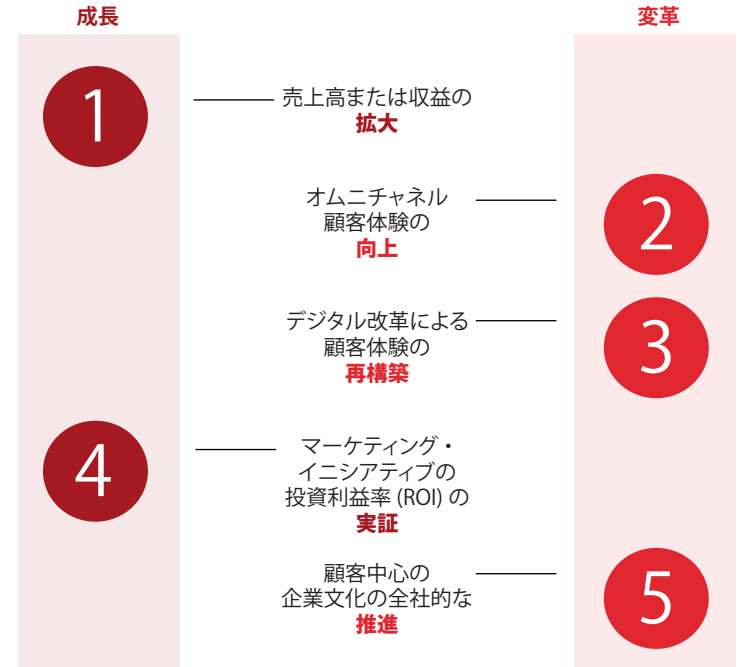 成長
変革
1
売上高または収益の
拡大
オムニチャネル
顧客体験の
向上
2
デジタル改革による
顧客体験の
再構築
3
4
マーケティング・
イニシアティブの
投資利益率 (ROI) の
実証
顧客中心の
企業文化の全社的な
推進
5